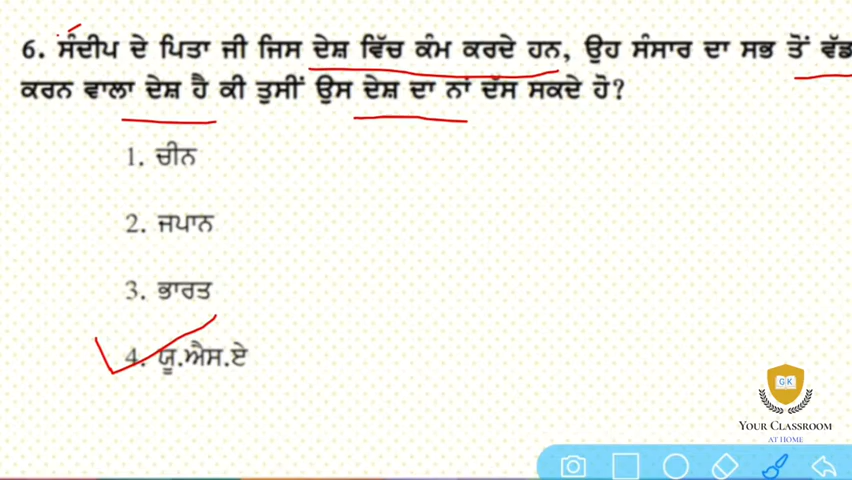 6. ਸੰਦੀਪ ਦੇ ਪਿਤਾ ਜੀ ਜਿਸ ਦੇਸ਼ ਵਿੱਚ ਕੰਮ ਕਰਦੇ ਹਨ, ਉਹ ਸੰਸਾਰ ਦਾ ਸਭ ਤੋਂ
ਕਰਨ ਵਾਲਾ ਦੇਸ਼ ਹੈ ਕੀ ਤੁਸੀਂ ਉਸ ਦੇਸ਼ ਦਾ ਨਾਂ ਦੱਸ ਸਕਦੇ ਹੋ?
1. ਚੀਨ
2. ਜਪਾਨ
3. ਭਾਰਤ
4. ਯੂ.ਐਸ.ਏ
GK
YOUR CLASSROOM
AT HOME